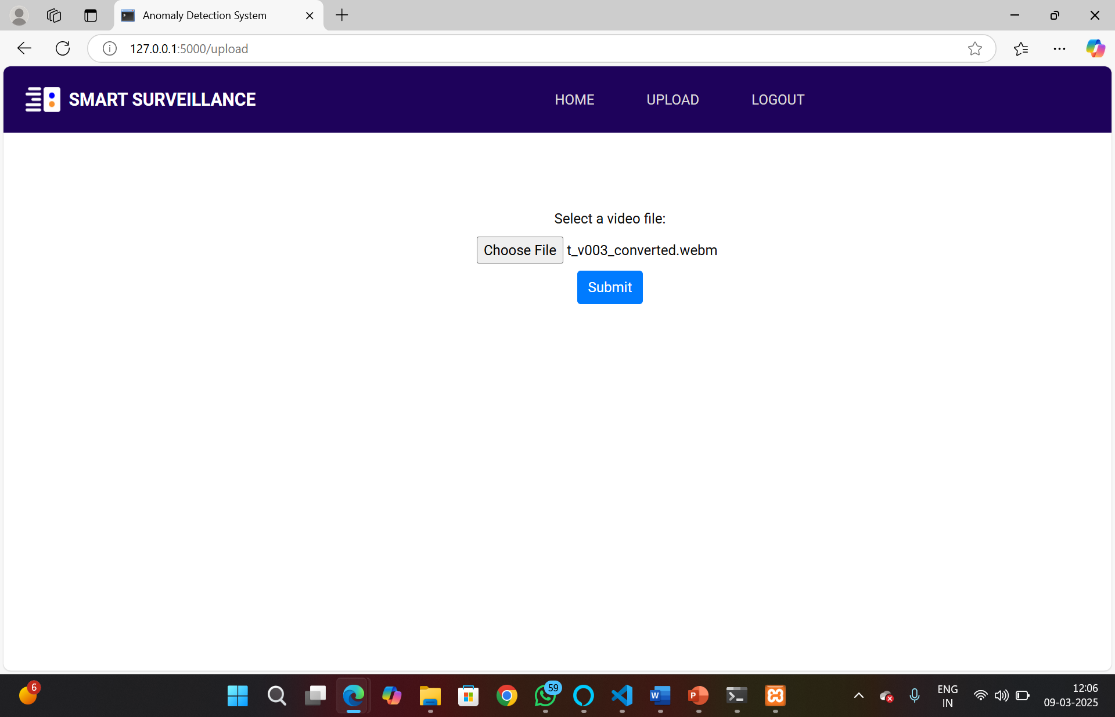 Anomaly Detection System
127.0.0.1:5000/upload
SMART SURVEILLANCE
HOME
UPLOAD
LOGOUT
Select a video file:
Choose File t_v003_converted.webm
Submit
6
59
ENG
IN
12:06
09-03-2025